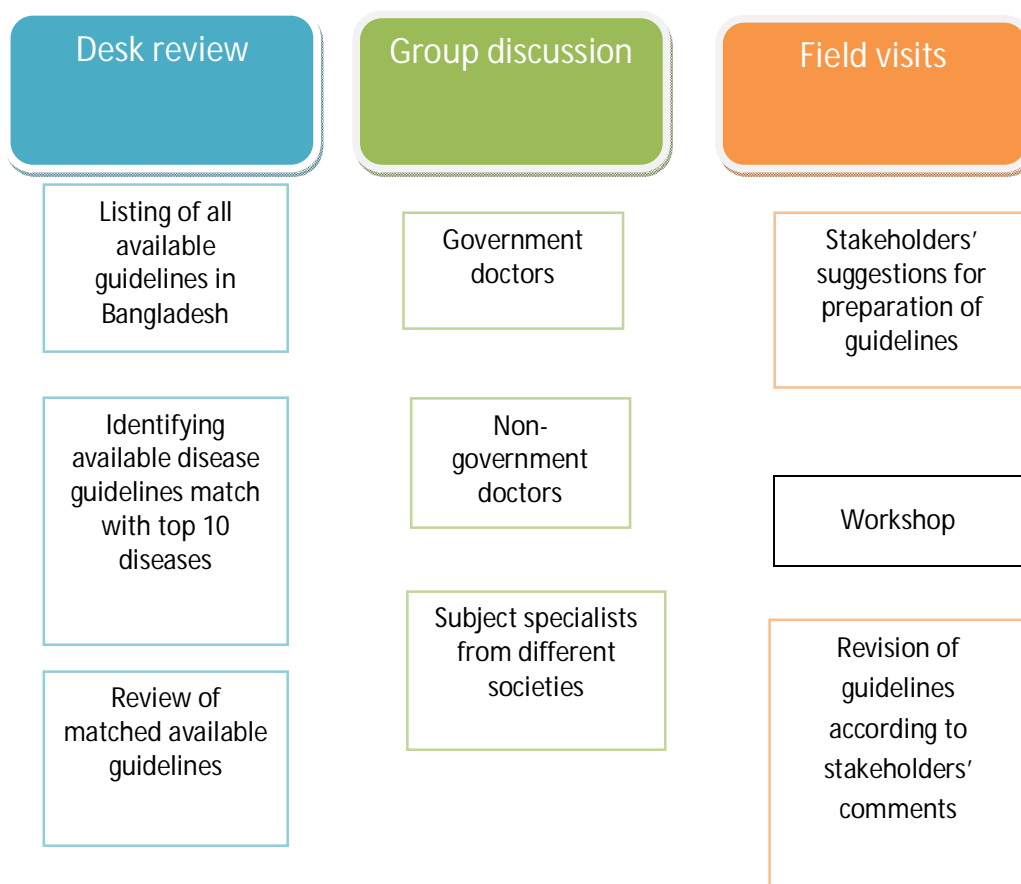 Desk review
Listing of all
available
guidelines in
Bangladesh
Identifying
available disease
guidelines match
with top 10
diseases
Review of
matched available
guidelines
Group discussion
Government
doctors
Non-
government
doctors
Subject specialists
from different
societies
Field visits
Stakeholders’
suggestions for
preparation of
guidelines
Workshop
Revision of
guidelines
according to
stakeholders’
comments